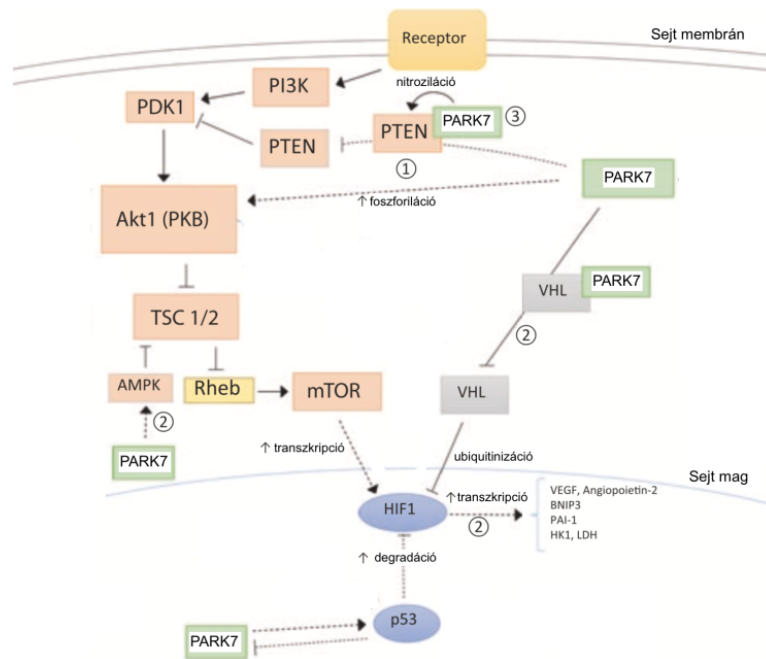 Receptor
Sejt membrán
nitroziláció
PI3K
PDK1
PTEN
PTEN
PARK7
③
①
PARK7
↑ foszforiláció
Akt1 (PKB)
VHL
PARK7
②
TSC 1/2
AMPK
Rheb
mTOR
VHL
②
PARK7
↑ transzkripció
ubiquitinizáció
Sejt mag
HIF1
↑transzkripció
②
VEGF, Angiopoietin-2
BNIP3
PAI-1
HK1, LDH
↑ degradáció
p53
PARK7